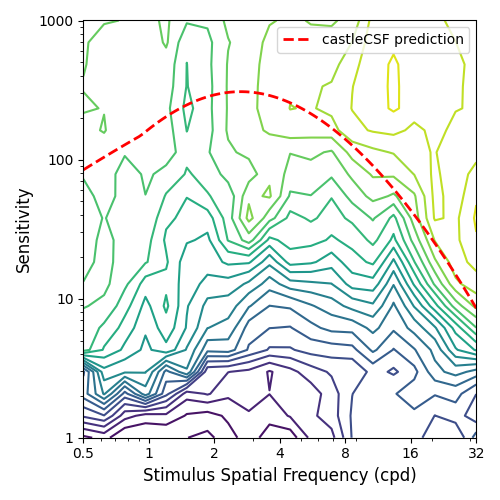 1000
castleCSF prediction
100
Sensitivity
10
1
0.5 1 2 4 8 16 32
Stimulus Spatial Frequency (cpd)